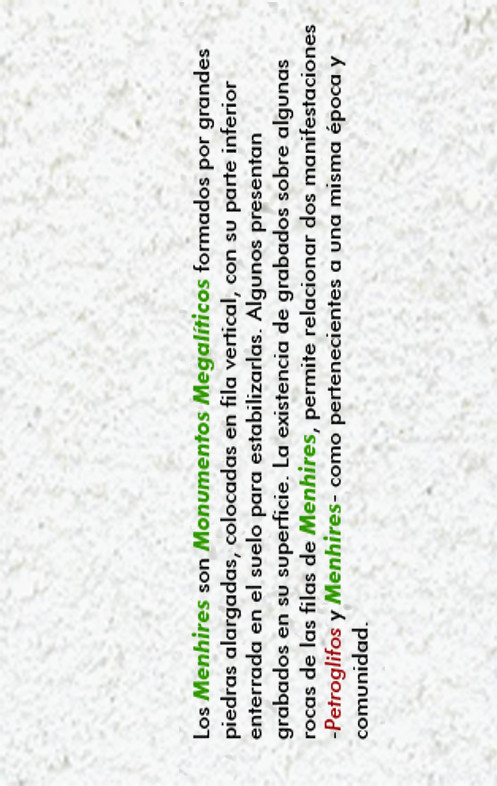 Los Menhires son Monumentos Megalíticos formados por grandes
piedras alargadas, colocadas en fila vertical, con su parte inferior
enterrada en el suelo para estabilizarlas. Algunos presentan
grabados en su superficie. La existencia de grabados sobre algunas
rocas de las filas de Menhires, permite relacionar dos manifestaciones
-Petroglifos y Menhires- como pertenecientes a una misma época y
comunidad.